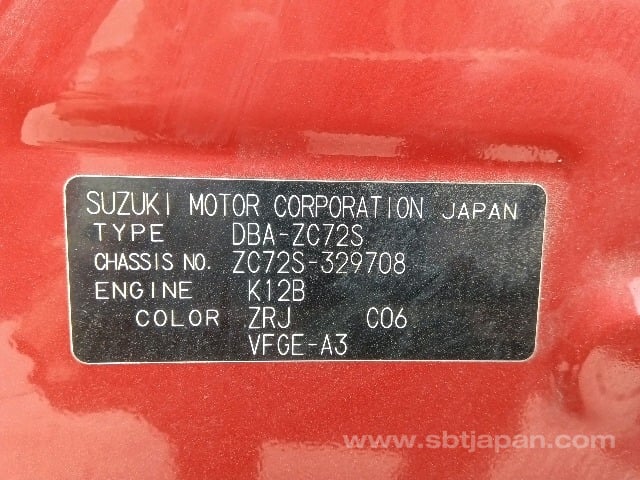 SUZUKI MOTOR CORPORATION JAPAN
TYPE DBA-ZC72S
CHASSIS NO. ZC72S-329708
ENGINE K12B
COLOR ZRJ C06
VFGE-A3
www.sbtjapan.com